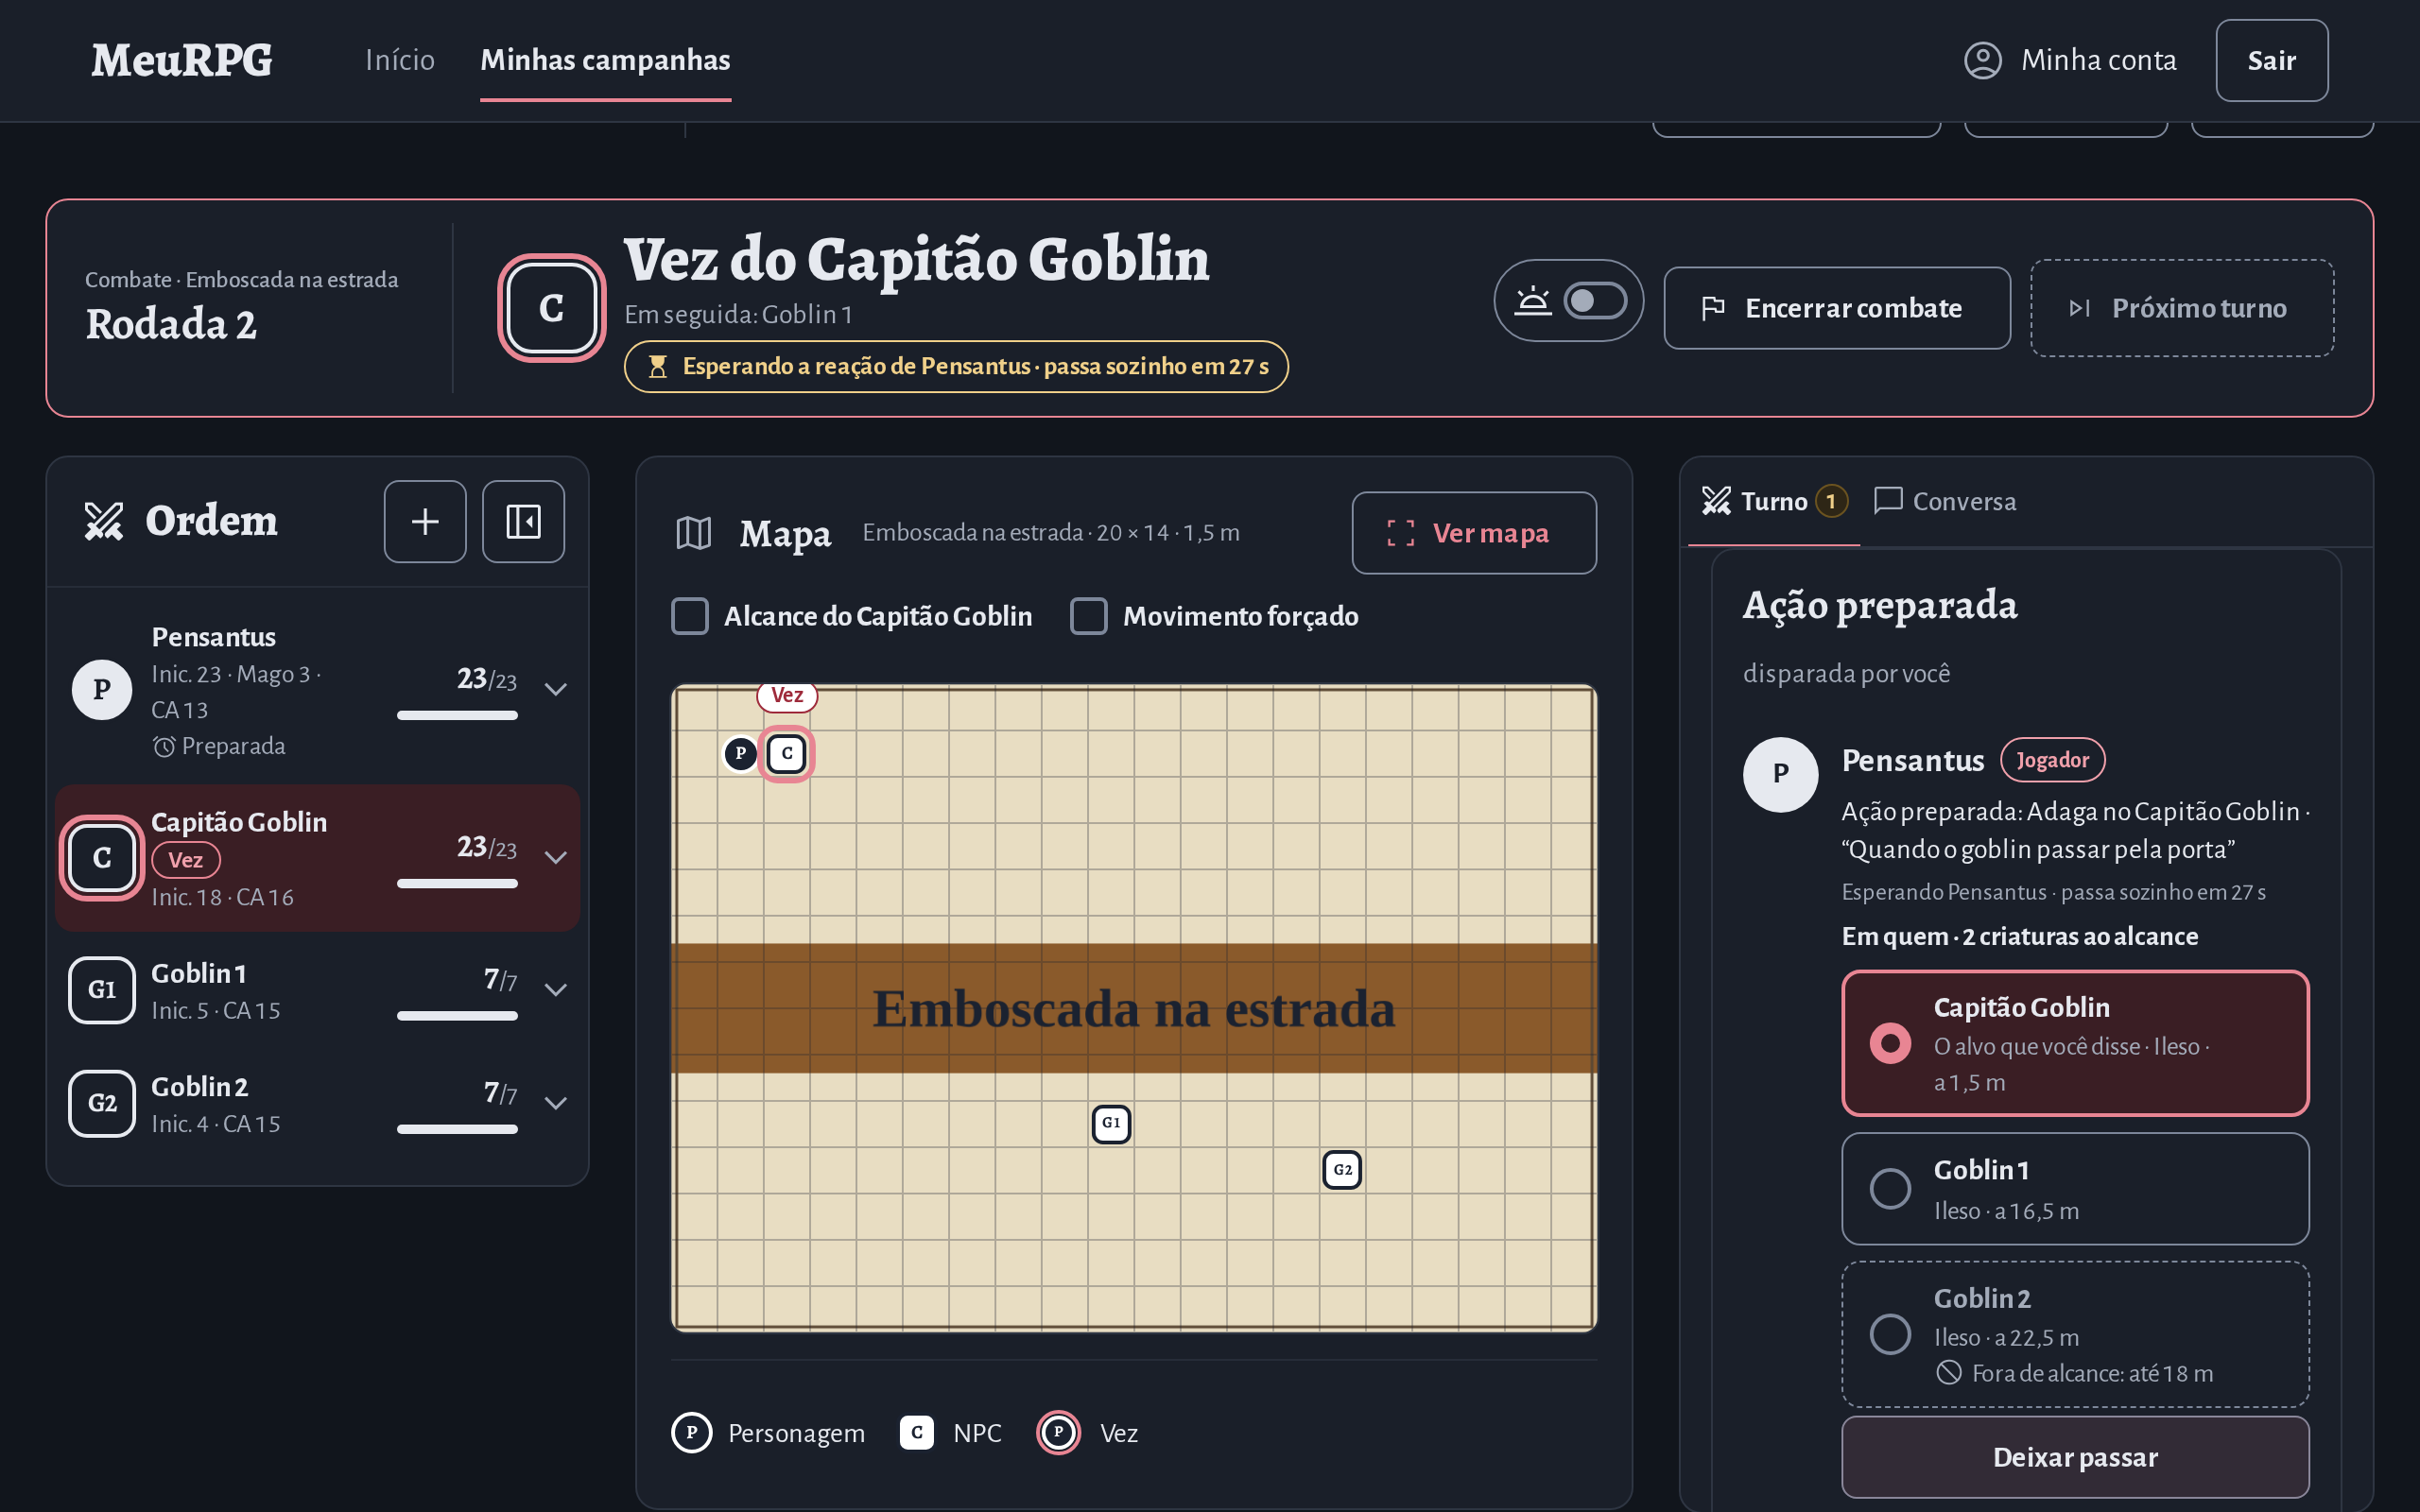 MeuRPG
Início
Minhas campanhas
Minha conta
Sair
Combate · Emboscada na estrada
Rodada 2
C
Vez do Capitão Goblin
Em seguida: Goblin 1
Esperando a reação de Pensantus · passa sozinho em 27 s
Encerrar combate
Próximo turno
Ordem
P
Pensantus
Inic. 23 · Mago 3 ·
CA 13
Preparada
23/23
C
Capitão Goblin
Vez
Inic. 18 · CA 16
23/23
G1
Goblin 1
Inic. 5 · CA 15
7/7
G2
Goblin 2
Inic. 4 · CA 15
7/7
Mapa
Emboscada na estrada · 20 × 14 · 1,5 m
Ver mapa
Alcance do Capitão Goblin
Movimento forçado
Vez
P
C
Emboscada na estrada
G1
G2
P
Personagem
C
NPC
P
Vez
Turno 1
Conversa
Ação preparada
disparada por você
P
Pensantus
Jogador
Ação preparada: Adaga no Capitão Goblin ·
“Quando o goblin passar pela porta”
Esperando Pensantus · passa sozinho em 27 s
Em quem · 2 criaturas ao alcance
Capitão Goblin
O alvo que você disse · Ileso ·
a 1,5 m
Goblin 1
Ileso · a 16,5 m
Goblin 2
Ileso · a 22,5 m
Fora de alcance: até 18 m
Deixar passar